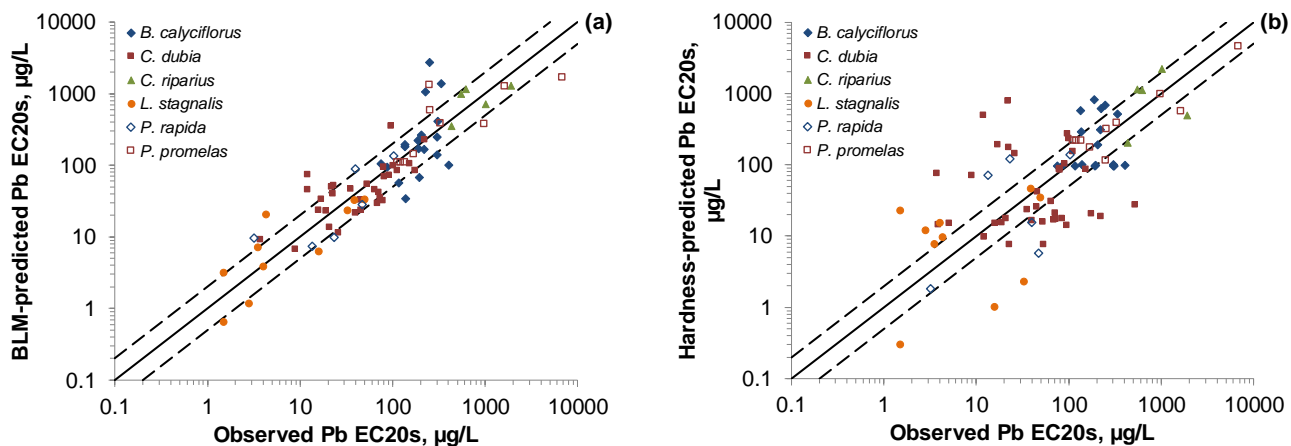 (a)
BLM-predicted Pb EC20s, µg/L
10000
1000
100
10
1
0.1
B. calyciflorus
C. dubia
C. riparius
L. stagnalis
P. rapida
P. promelas
0.1 1 10 100 1000 10000
Observed Pb EC20s, µg/L
(b)
Hardness-predicted Pb EC20s,
µg/L
10000
1000
100
10
1
0.1
B. calyciflorus
C. dubia
C. riparius
L. stagnalis
P. rapida
P. promelas
0.1 1 10 100 1000 10000
Observed Pb EC20s, µg/L